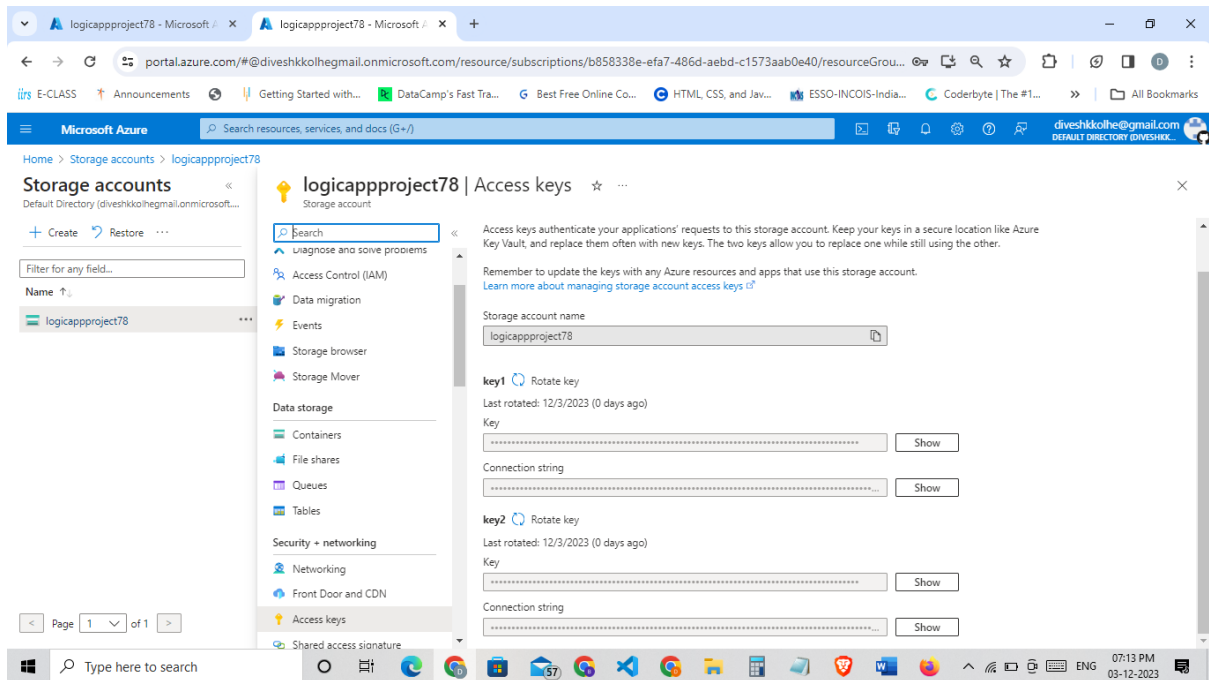 logicappproject78 - Microsoft A
logicappproject78 - Microsoft A
portal.azure.com/#@diveshkkolhegmail.onmicrosoft.com/resource/subscriptions/b858338e-efa7-486d-aebd-c1573aab0e40/resourceGrou...
iirs E-CLASS
Announcements
Getting Started with...
DataCamp's Fast Tra...
Best Free Online Co...
HTML, CSS, and Jav...
ESSO-INCOIS-India...
Coderbyte | The #1...
All Bookmarks
Microsoft Azure
Search resources, services, and docs (G+/)
diveshkkolhe@gmail.com
DEFAULT DIRECTORY (DIVESHKK...
Home > Storage accounts > logicappproject78
Storage accounts
Default Directory (diveshkkolhegmail.onmicrosoft....
Create
Restore
Filter for any field...
Name ↑
logicappproject78
Page 1 of 1
logicappproject78 | Access keys
Storage account
Search
Diagnose and solve problems
Access Control (IAM)
Data migration
Events
Storage browser
Storage Mover
Data storage
Containers
File shares
Queues
Tables
Security + networking
Networking
Front Door and CDN
Access keys
Shared access signature
Access keys authenticate your applications' requests to this storage account. Keep your keys in a secure location like Azure
Key Vault, and replace them often with new keys. The two keys allow you to replace one while still using the other.
Remember to update the keys with any Azure resources and apps that use this storage account.
Learn more about managing storage account access keys
Storage account name
logicappproject78
key1 Rotate key
Last rotated: 12/3/2023 (0 days ago)
Key
Show
Connection string
Show
key2 Rotate key
Last rotated: 12/3/2023 (0 days ago)
Key
Show
Connection string
Show
Type here to search
57
ENG
07:13 PM
03-12-2023